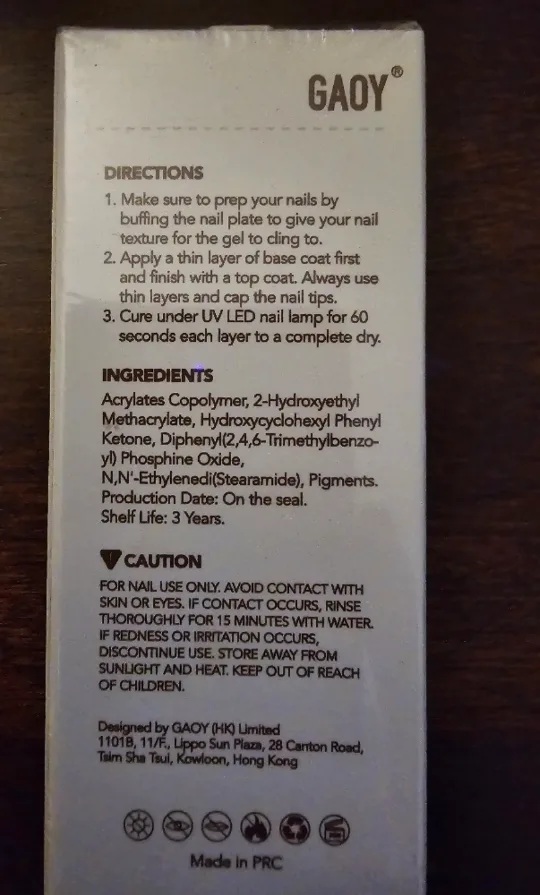 GAOY®
DIRECTIONS
1. Make sure to prep your nails by
buffing the nail plate to give your nail
texture for the gel to cling to.
2. Apply a thin layer of base coat first
and finish with a top coat. Always use
thin layers and cap the nail tips.
3. Cure under UV LED nail lamp for 60
seconds each layer to a complete dry.
INGREDIENTS
Acrylates Copolymer, 2-Hydroxyethyl
Methacrylate, Hydroxycyclohexyl Phenyl
Ketone, Diphenyl(2,4,6-Trimethylbenzo-
yl) Phosphine Oxide,
N,N'-Ethylenedi(Stearamide), Pigments.
Production Date: On the seal.
Shelf Life: 3 Years.
CAUTION
FOR NAIL USE ONLY. AVOID CONTACT WITH
SKIN OR EYES. IF CONTACT OCCURS, RINSE
THOROUGHLY FOR 15 MINUTES WITH WATER.
IF REDNESS OR IRRITATION OCCURS,
DISCONTINUE USE. STORE AWAY FROM
SUNLIGHT AND HEAT. KEEP OUT OF REACH
OF CHILDREN.
Designed by GAOY (HK) Limited
1101B, 11/F., Lippo Sun Plaza, 28 Canton Road,
Tsim Sha Tsui, Kowloon, Hong Kong
Made in PRC